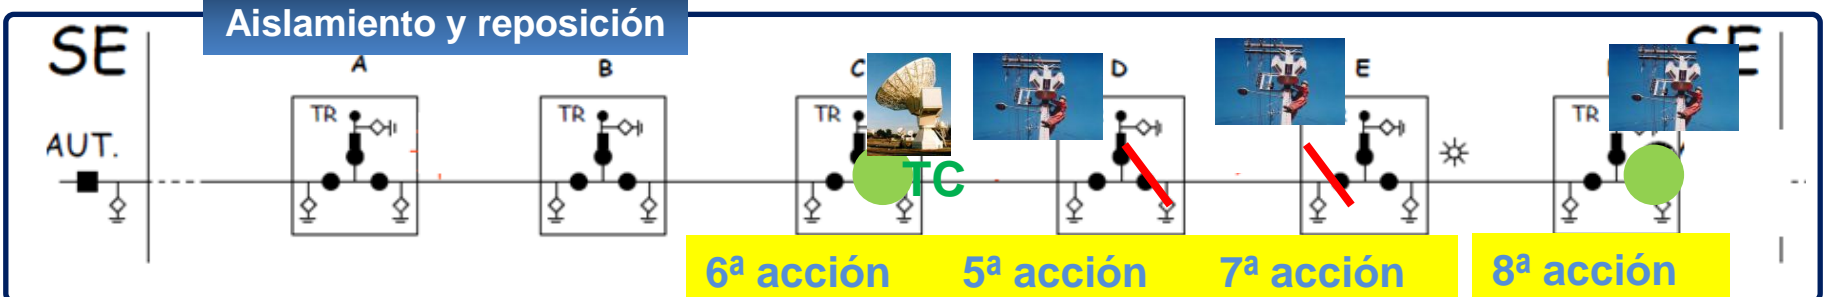 Aislamiento y reposición
SE
SE
A
B
C
D
E
AUT.
TR
TR
TR
TR
TC
6ª acción
5ª acción
7ª acción
8ª acción